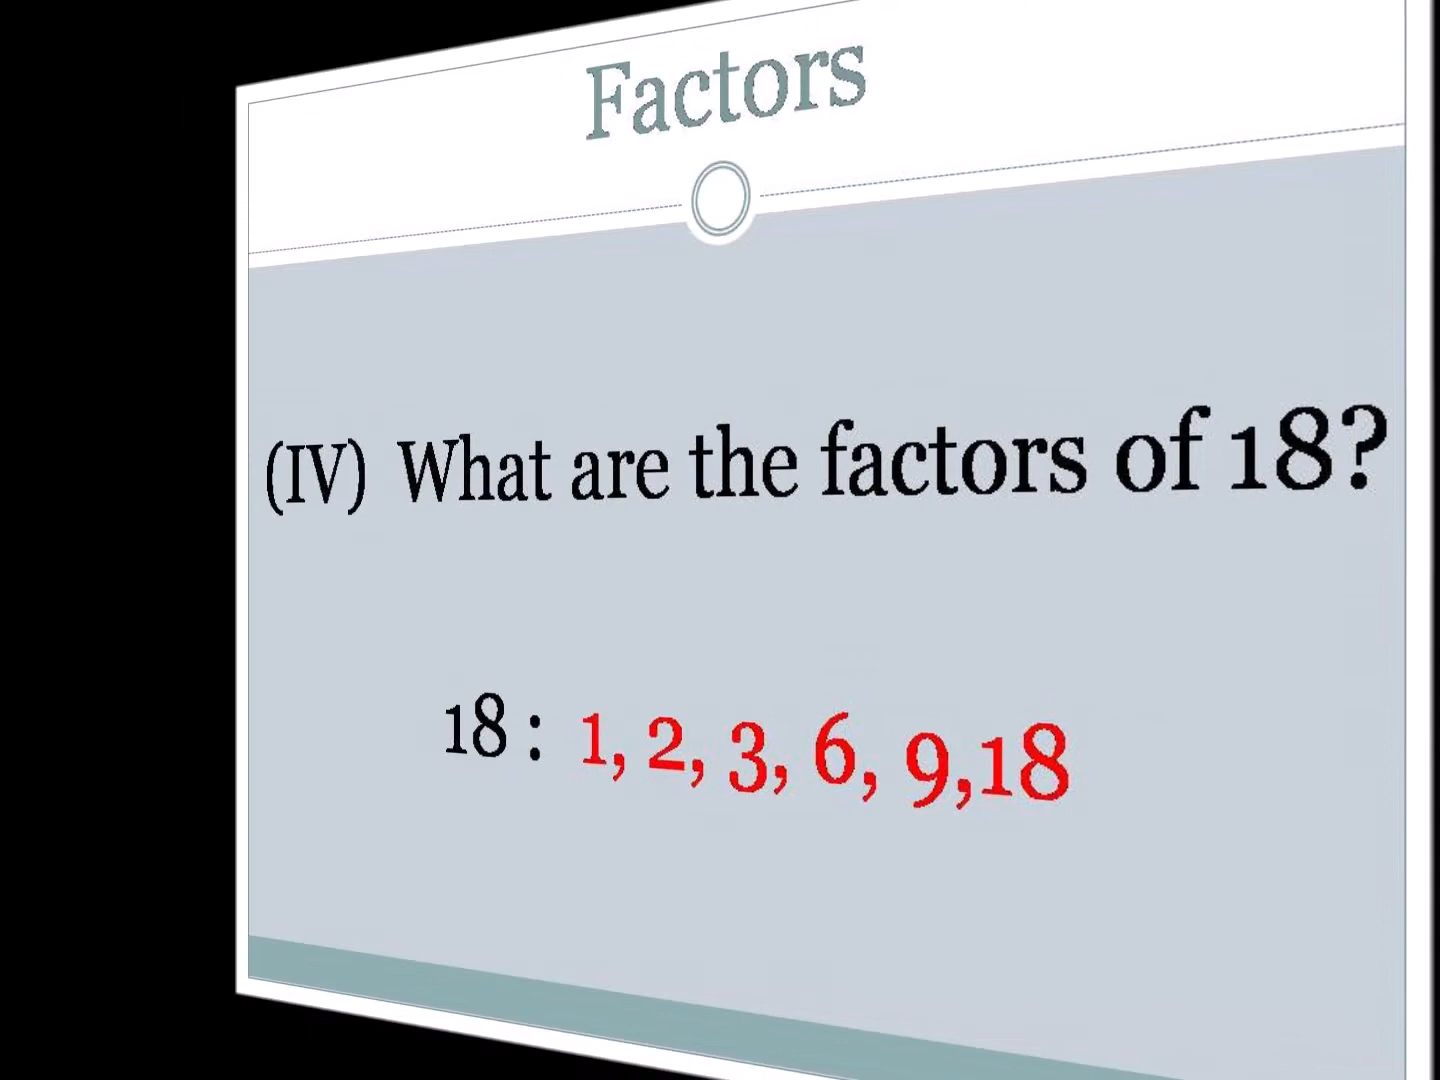 Factors
(IV) What are the factors of 18?
18 : 1, 2, 3, 6, 9,18